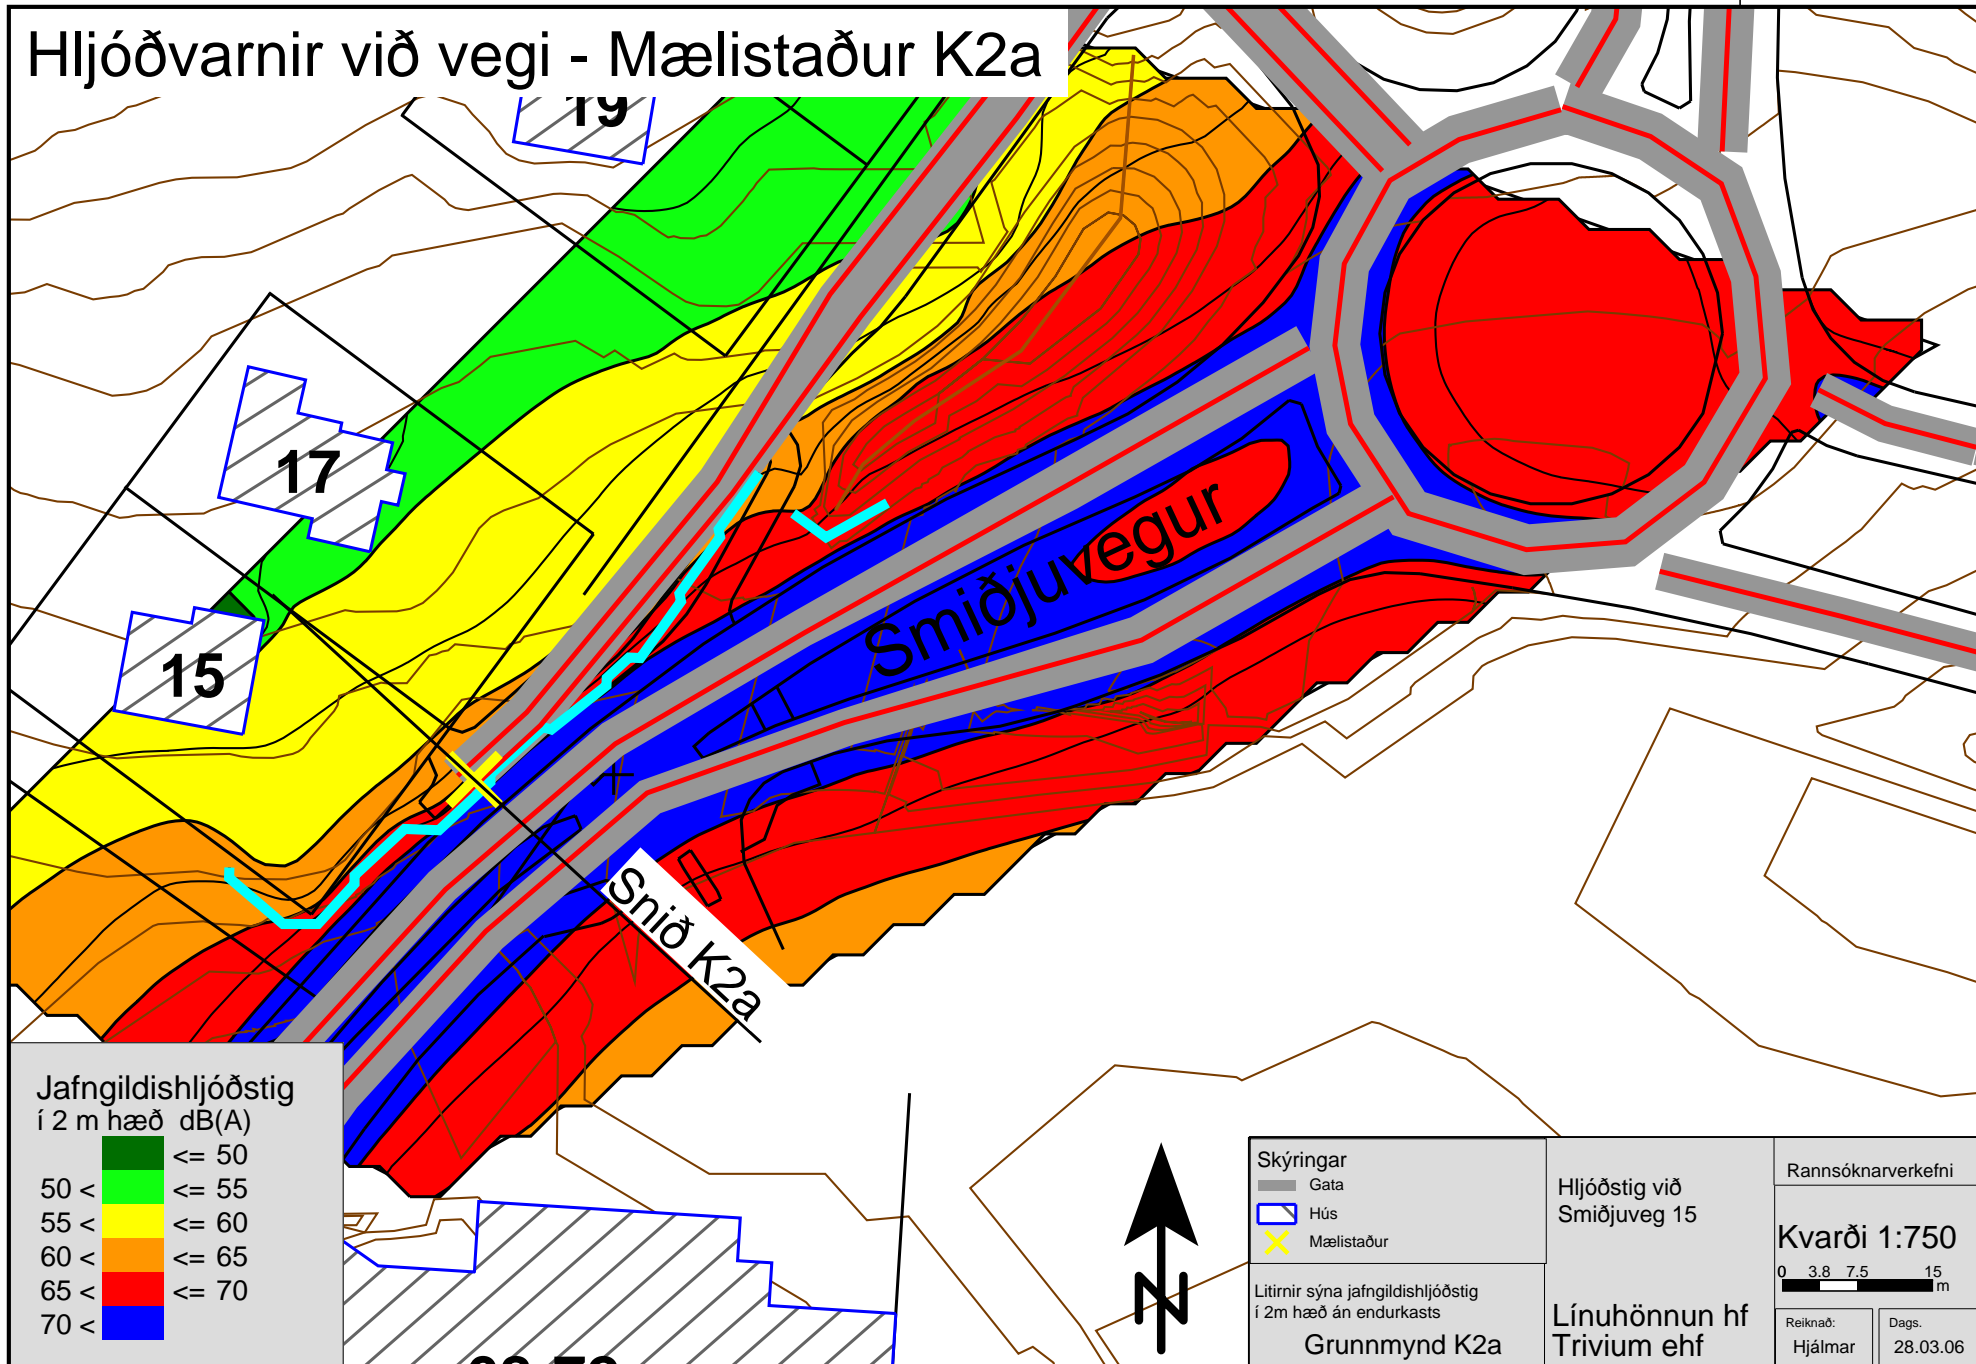 Hljóðvarnir við vegi - Mælistaður K2a
19
17
15
Smiðjuvegur
Snið K2a
Jafngildishljóðstig
í 2 m hæð dB(A)
<= 50
50 < <= 55
55 < <= 60
60 < <= 65
65 < <= 70
70 <
N
Skýringar
Gata
Hús
Mælistaður
Litirnir sýna jafngildishljóðstig
í 2m hæð án endurkasts
Grunnmynd K2a
Hljóðstig við
Smiðjuveg 15
Línuhönnun hf
Trivium ehf
Rannsóknarverkefni
Kvarði 1:750
0 3.8 7.5 15
m
Reiknað:
Hjálmar
Dags.
28.03.06